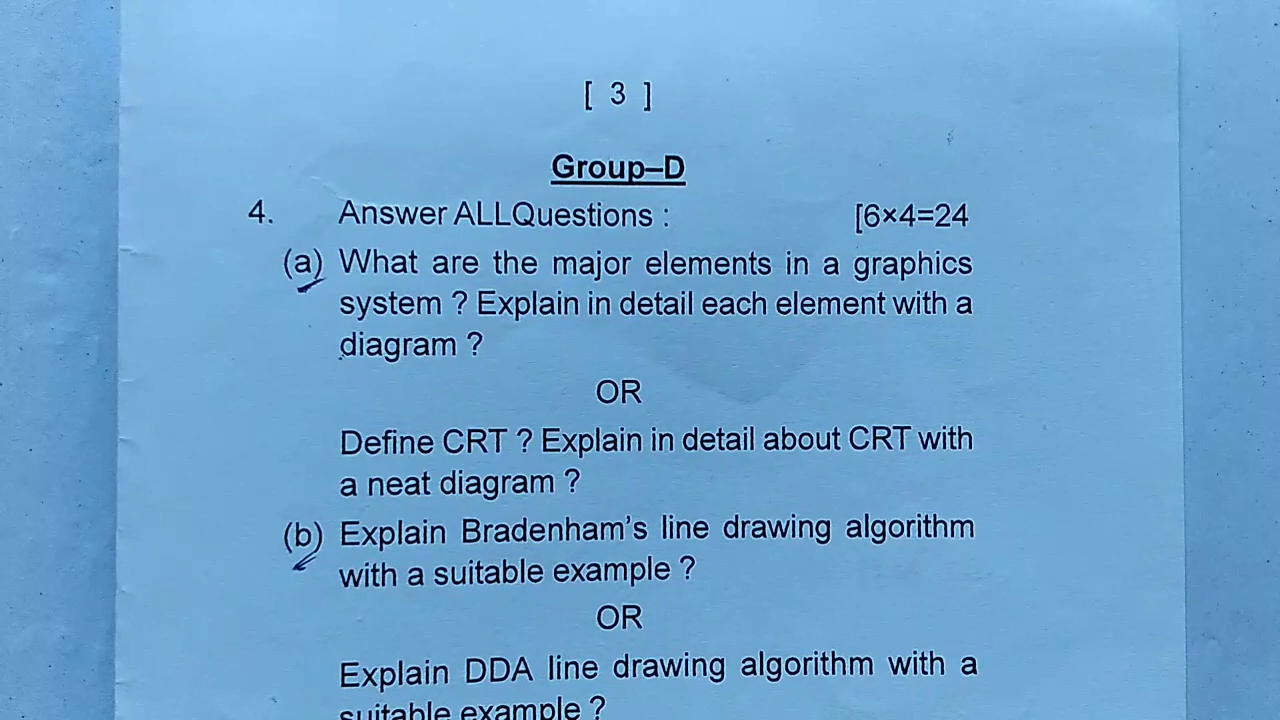 [ 3 ]
Group–D
4. Answer ALLQuestions : [6×4=24
(a) What are the major elements in a graphics
system ? Explain in detail each element with a
diagram ?
OR
Define CRT ? Explain in detail about CRT with
a neat diagram ?
(b) Explain Bradenham's line drawing algorithm
with a suitable example ?
OR
Explain DDA line drawing algorithm with a
suitable example ?